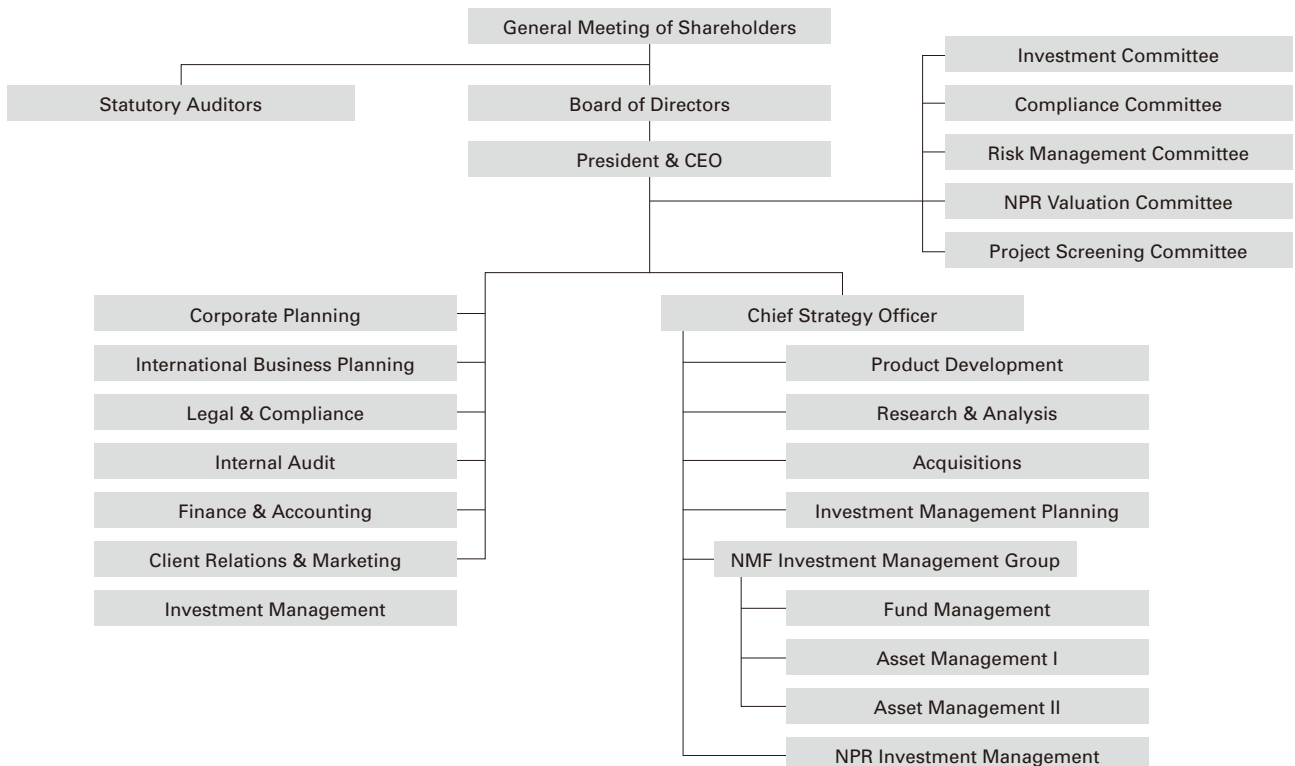 General Meeting of Shareholders
Statutory Auditors
Board of Directors
President & CEO
Investment Committee
Compliance Committee
Risk Management Committee
NPR Valuation Committee
Project Screening Committee
Corporate Planning
International Business Planning
Legal & Compliance
Internal Audit
Finance & Accounting
Client Relations & Marketing
Investment Management
Chief Strategy Officer
Product Development
Research & Analysis
Acquisitions
Investment Management Planning
NMF Investment Management Group
Fund Management
Asset Management I
Asset Management II
NPR Investment Management